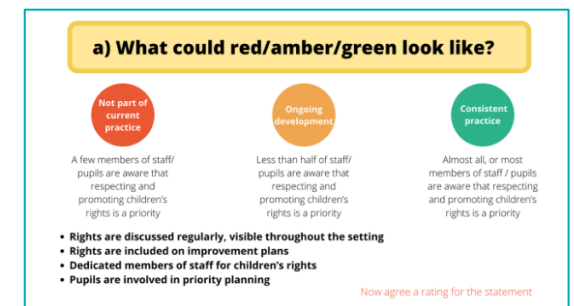 a) What could red/amber/green look like?
Not part of
current
practice
A few members of staff/
pupils are aware that
respecting and
promoting children's
rights is a priority
Ongoing
development
Less than half of staff/
pupils are aware that
respecting and
promoting children's
rights is a priority
Consistent
practice
Almost all, or most
members of staff / pupils
are aware that respecting
and promoting children's
rights is a priority
• Rights are discussed regularly, visible throughout the setting
• Rights are included on improvement plans
• Dedicated members of staff for children's rights
• Pupils are involved in priority planning
Now agree a rating for the statement